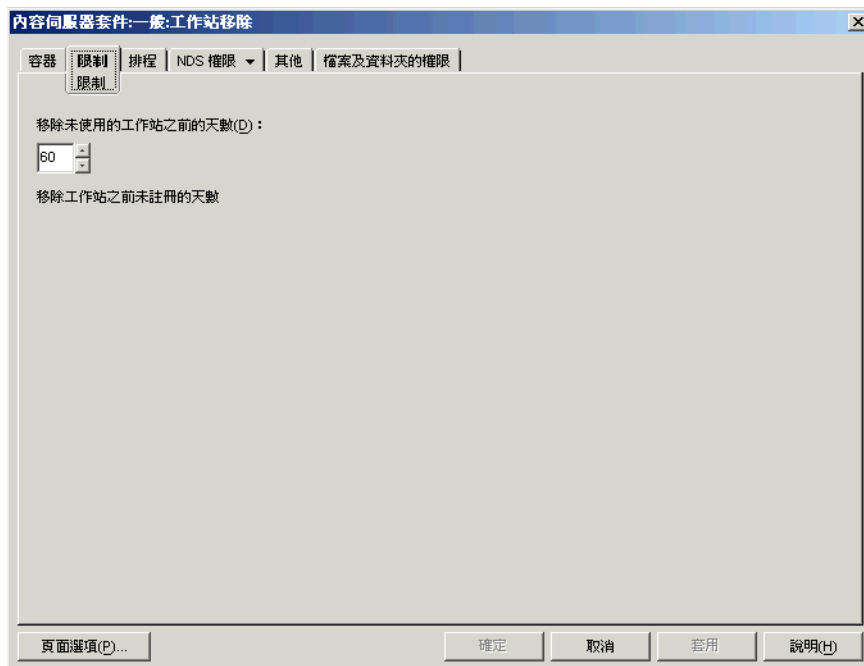 內容伺服器套件:一般:工作站移除
容器 限制 排程 NDS 權限 其他 檔案及資料夾的權限
限制
移除未使用的工作站之前的天數(D)：
60
移除工作站之前未註冊的天數
頁面選項(P)... 確定 取消 套用 說明(H)